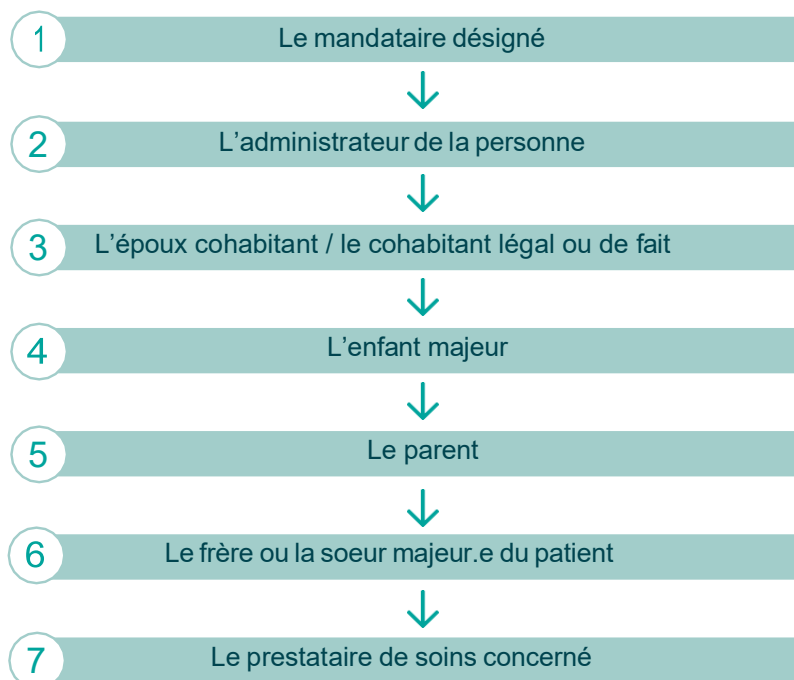 1 Le mandataire désigné
2 L’administrateur de la personne
3 L’époux cohabitant / le cohabitant légal ou de fait
4 L’enfant majeur
5 Le parent
6 Le frère ou la soeur majeur.e du patient
7 Le prestataire de soins concerné